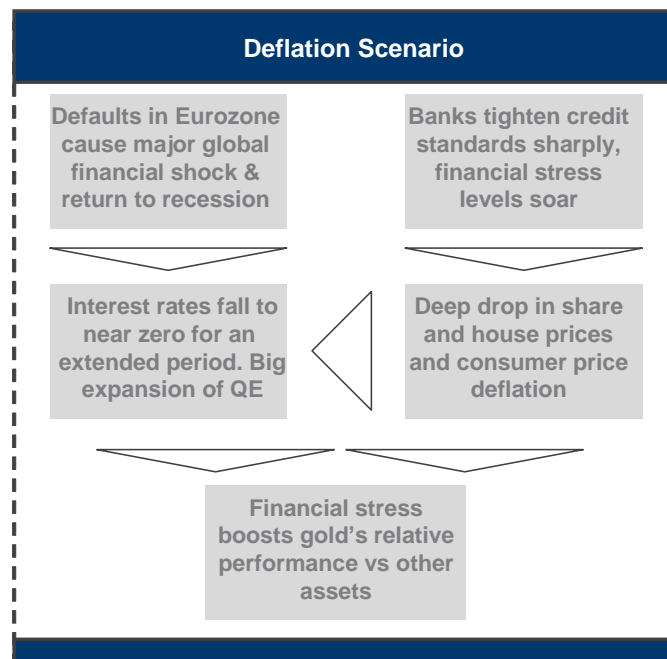 Deflation Scenario
Defaults in Eurozone
cause major global
financial shock &
return to recession
Banks tighten credit
standards sharply,
financial stress
levels soar
Interest rates fall to
near zero for an
extended period. Big
expansion of QE
Deep drop in share
and house prices
and consumer price
deflation
Financial stress
boosts gold’s relative
performance vs other
assets